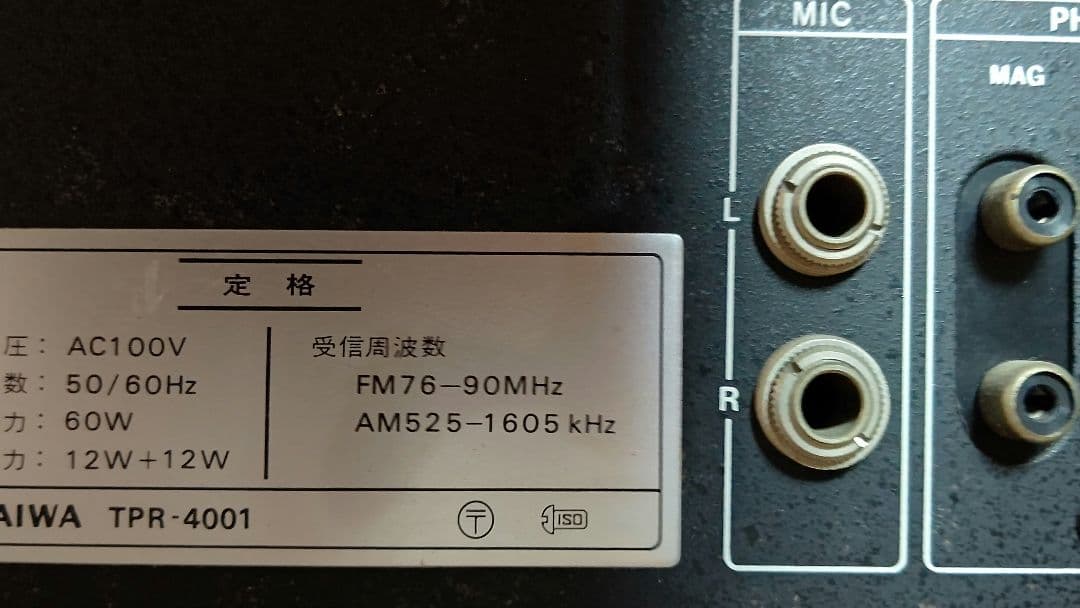 定格
圧: AC100V
数: 50/60Hz
力: 60W
力: 12W+12W
受信周波数
FM76-90MHz
AM525-1605kHz
AIWA TPR-4001
〒
ISO
MIC
L
R
PH
MAG